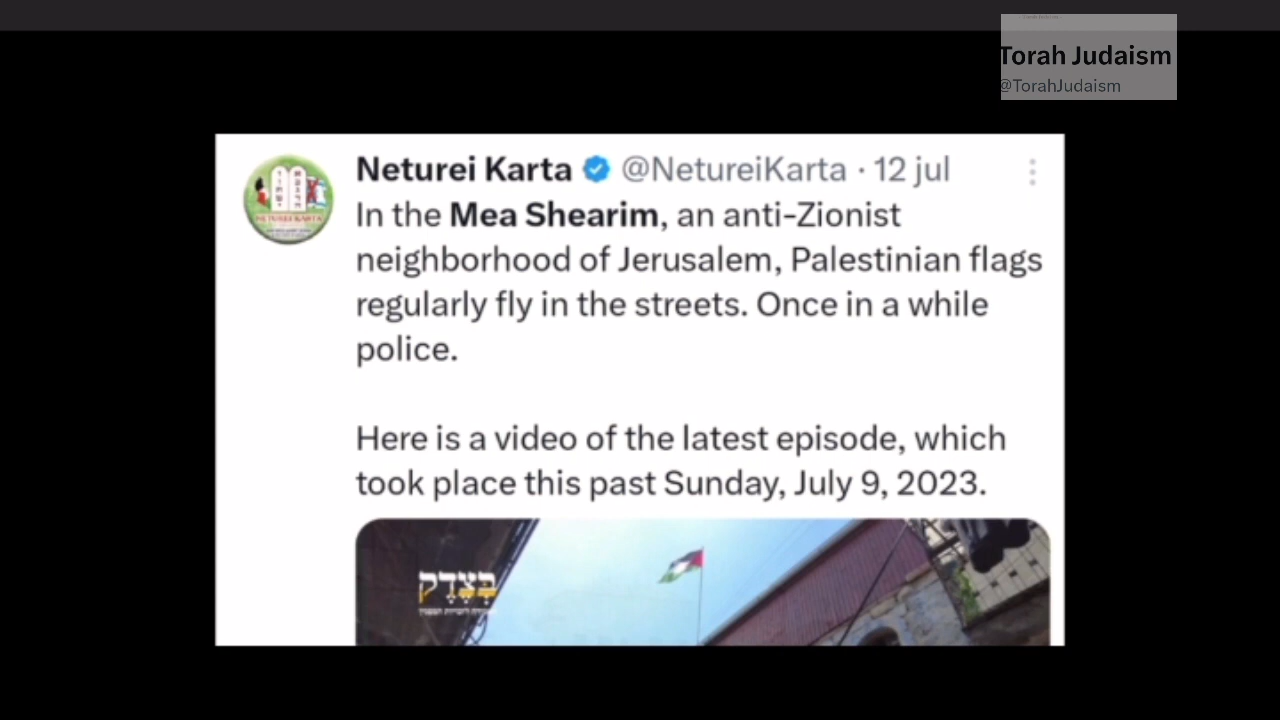 Torah Judaism
@TorahJudaism
Neturei Karta @NetureiKarta · 12 jul
In the Mea Shearim, an anti-Zionist
neighborhood of Jerusalem, Palestinian flags
regularly fly in the streets. Once in a while
police.
Here is a video of the latest episode, which
took place this past Sunday, July 9, 2023.
בְּצֶדֶק